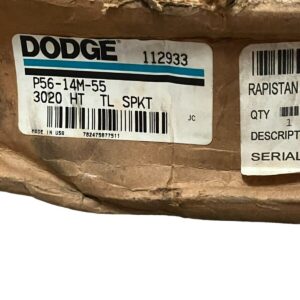 DODGE 112933
P56-14M-55
3020 HT TL SPKT
JC
MADE IN USA
RAPISTAN
QTY
1
DESCRIPT
SERIAL